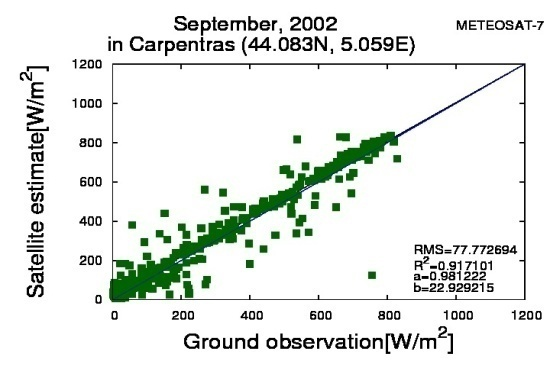 September, 2002
METEOSAT-7
in Carpentras (44.083N, 5.059E)
Satellite estimate[W/m²]
1200
1000
800
600
400
200
0
RMS=77.772694
R²=0.917101
a=0.981222
b=22.929215
0 200 400 600 800 1000 1200
Ground observation[W/m²]